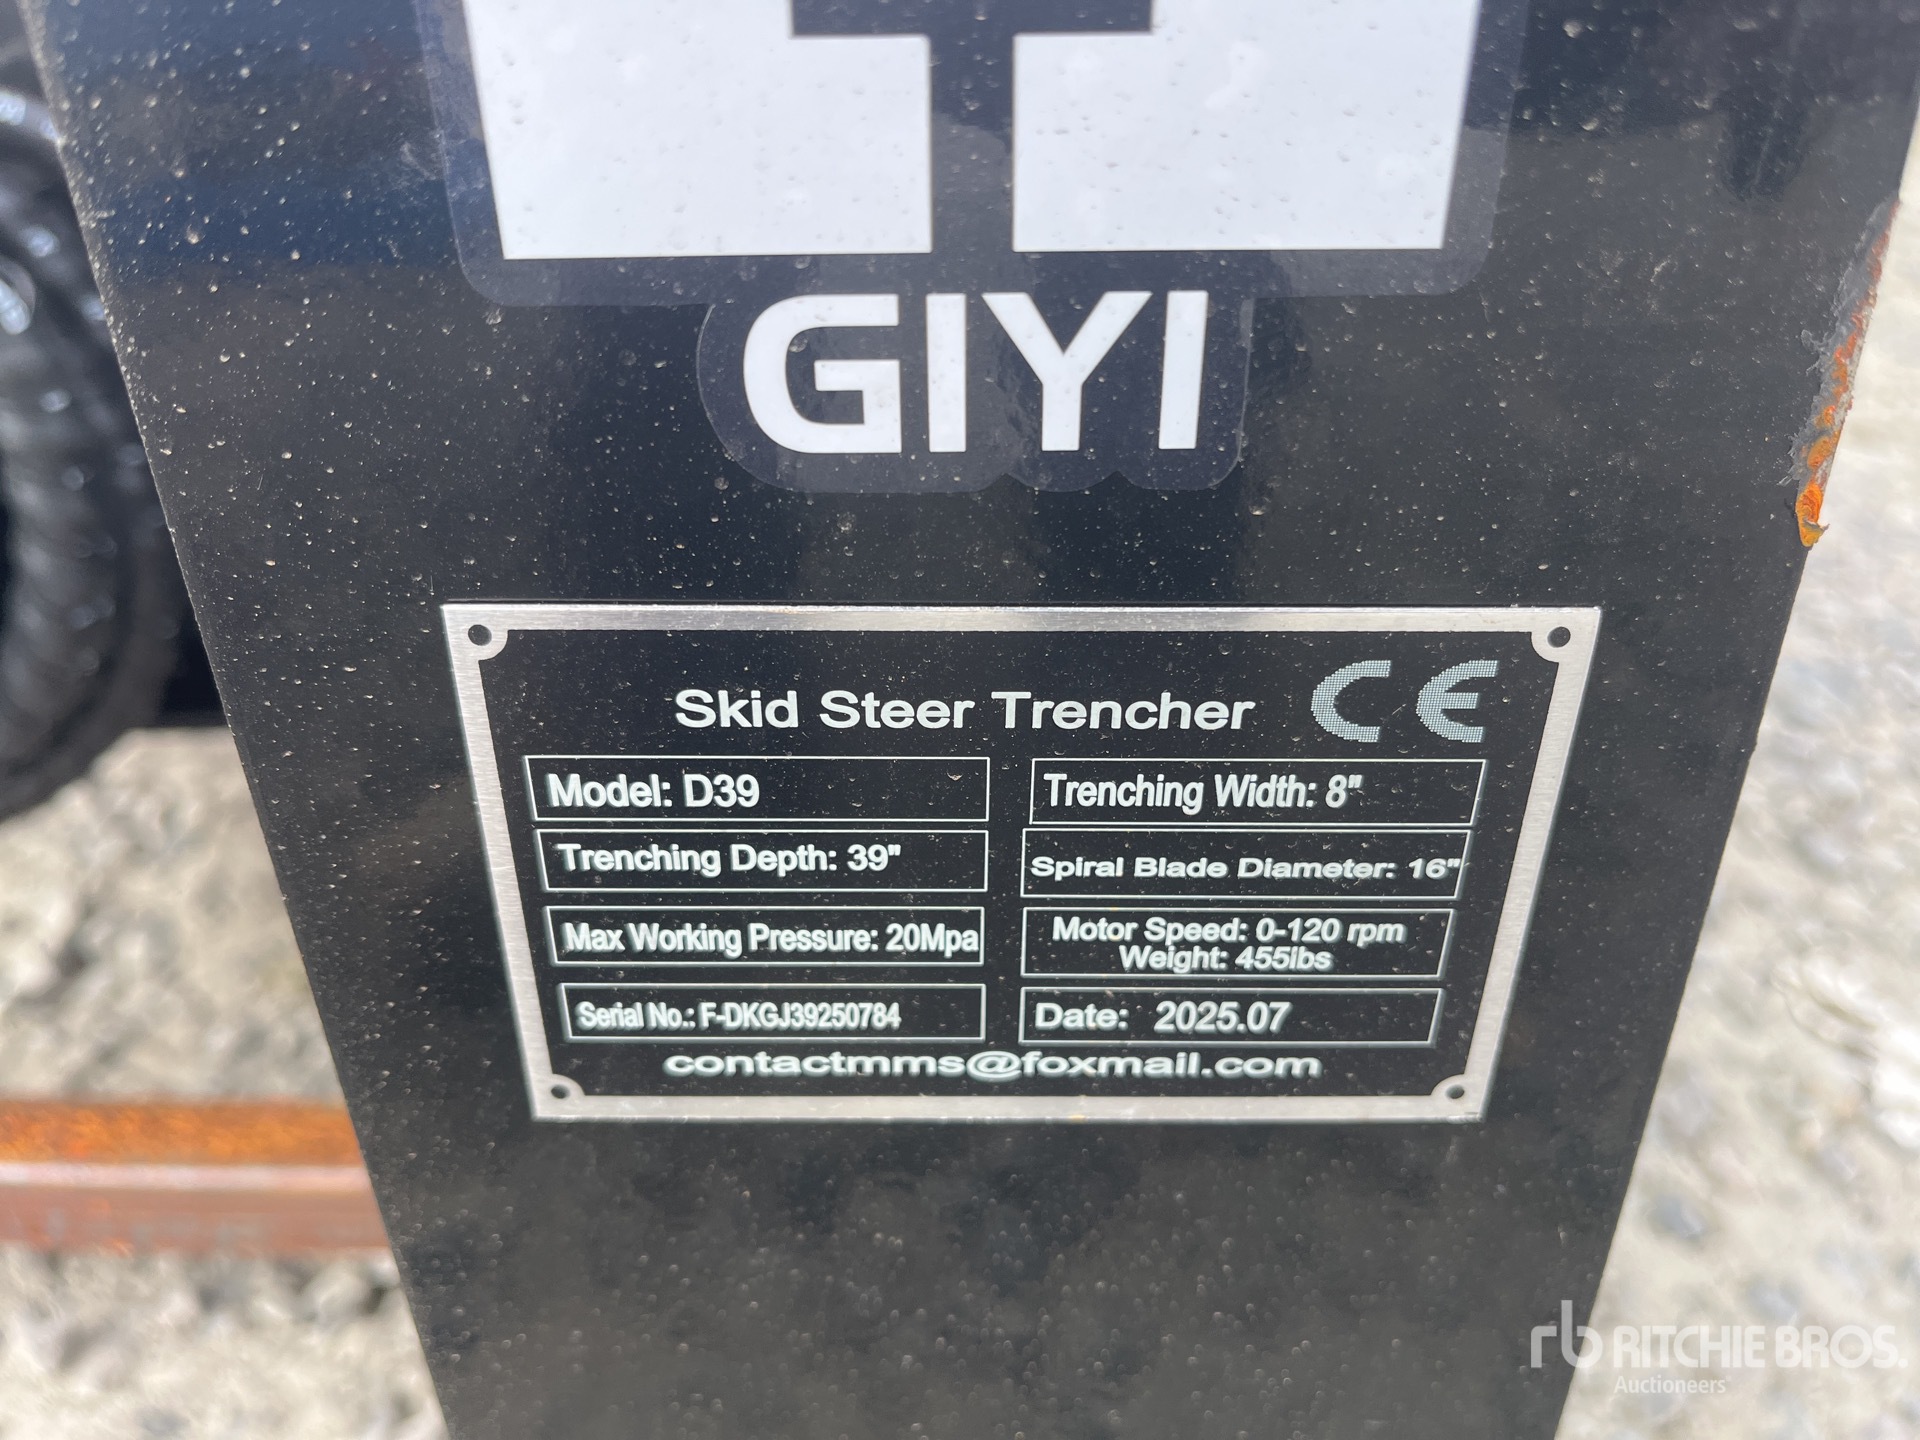 GIYI
Skid Steer Trencher CE
Model: D39
Trenching Width: 8"
Trenching Depth: 39"
Spiral Blade Diameter: 16"
Max Working Pressure: 20Mpa
Motor Speed: 0-120 rpm
Weight: 455lbs
Serial No.: F-DKGJ39250784
Date: 2025.07
contactmms@foxmail.com
rb RITCHIE BROS.
Auctioneers